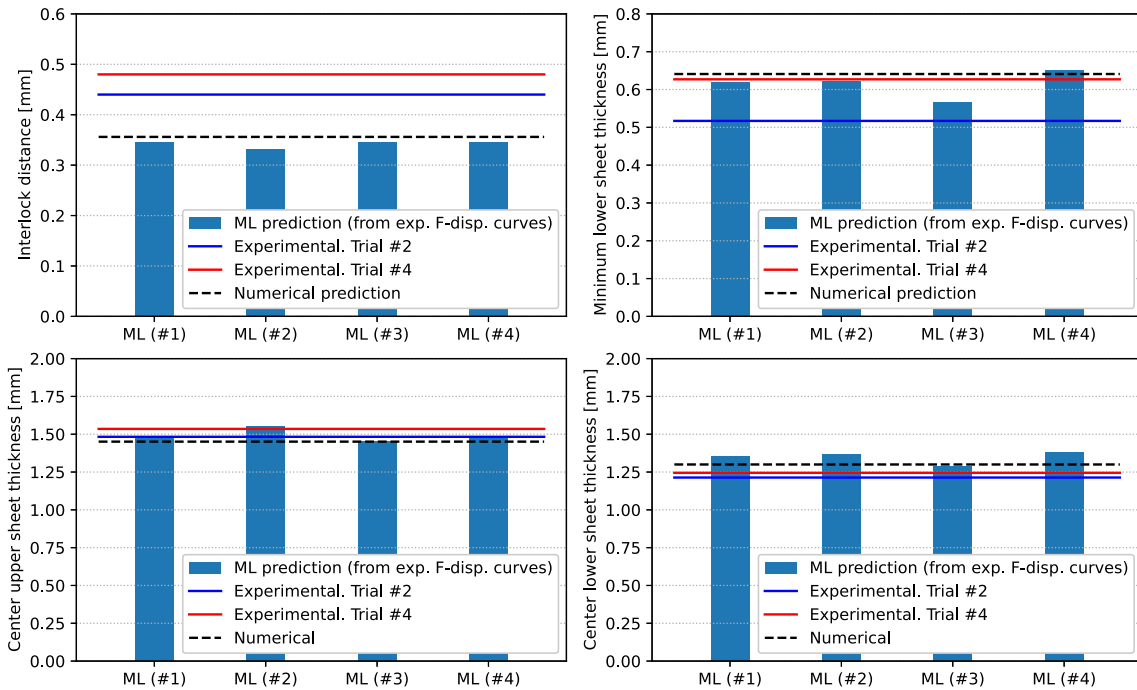 Interlock distance [mm]
0.6
0.5
0.4
0.3
0.2
0.1
0.0
ML prediction (from exp. F-disp. curves)
Experimental. Trial #2
Experimental. Trial #4
Numerical prediction
ML (#1) ML (#2) ML (#3) ML (#4)
Minimum lower sheet thickness [mm]
0.8
0.7
0.6
0.5
0.4
0.3
0.2
0.1
0.0
ML prediction (from exp. F-disp. curves)
Experimental. Trial #2
Experimental. Trial #4
Numerical prediction
ML (#1) ML (#2) ML (#3) ML (#4)
Center upper sheet thickness [mm]
2.00
1.75
1.50
1.25
1.00
0.75
0.50
0.25
0.00
ML prediction (from exp. F-disp. curves)
Experimental. Trial #2
Experimental. Trial #4
Numerical
ML (#1) ML (#2) ML (#3) ML (#4)
Center lower sheet thickness [mm]
2.00
1.75
1.50
1.25
1.00
0.75
0.50
0.25
0.00
ML prediction (from exp. F-disp. curves)
Experimental. Trial #2
Experimental. Trial #4
Numerical
ML (#1) ML (#2) ML (#3) ML (#4)